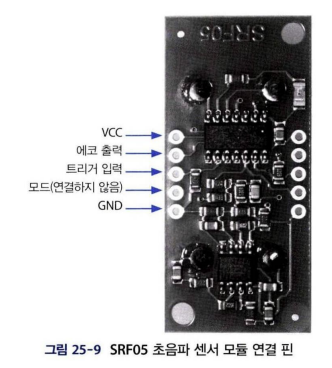 SRF05
VCC
에코 출력
트리거 입력
모드(연결하지 않음)
GND
그림 25-9 SRF05 초음파 센서 모듈 연결 핀